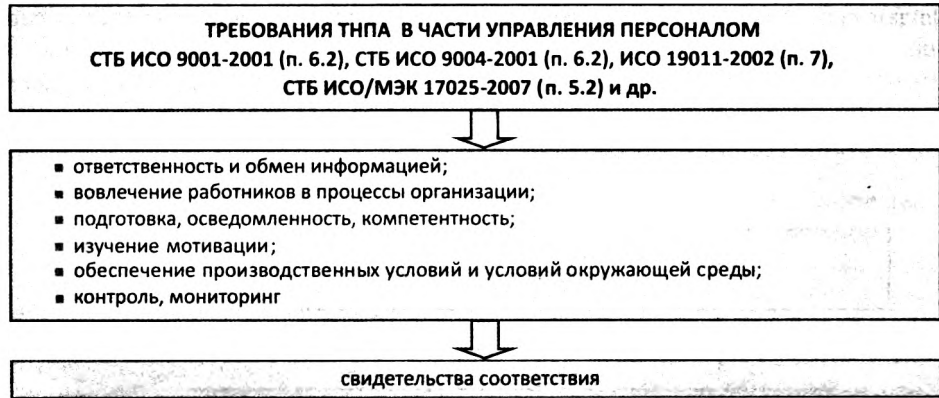 ТРЕБОВАНИЯ ТНПА В ЧАСТИ УПРАВЛЕНИЯ ПЕРСОНАЛОМ
СТБ ИСО 9001-2001 (п. 6.2), СТБ ИСО 9004-2001 (п. 6.2), ИСО 19011-2002 (п. 7),
СТБ ИСО/МЭК 17025-2007 (п. 5.2) и др.
▪ ответственность и обмен информацией;
▪ вовлечение работников в процессы организации;
▪ подготовка, осведомленность, компетентность;
▪ изучение мотивации;
▪ обеспечение производственных условий и условий окружающей среды;
▪ контроль, мониторинг
свидетельства соответствия